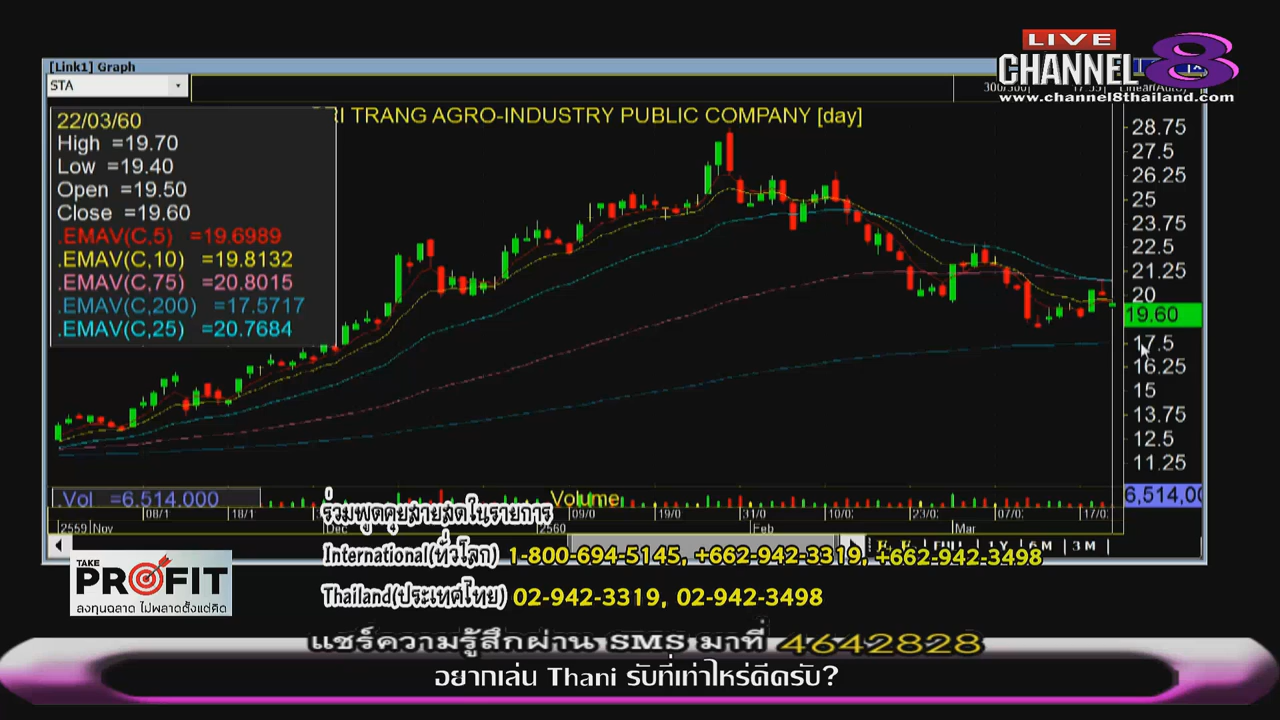 LIVE
CHANNEL 8
www.channel8thailand.com
[Link1] Graph
STA
RI TRANG AGRO-INDUSTRY PUBLIC COMPANY [day]
22/03/60
High =19.70
Low =19.40
Open =19.50
Close =19.60
.EMAV(C,5) =19.6989
.EMAV(C,10) =19.8132
.EMAV(C,75) =20.8015
.EMAV(C,200) =17.5717
.EMAV(C,25) =20.7684
28.75
27.5
26.25
25
23.75
22.5
21.25
20
19.60
17.5
16.25
15
13.75
12.5
11.25
.Vol =6,514,000
Volume
6,514,00
08/1 18/1 09/0 19/0 31/0 10/0 23/0 07/0 17/0
2559 Nov Dec 2560 Feb Mar
1 Y 6 M 3 M
ร่วมพูดคุยสายสดในรายการ
International(ทั่วโลก) 1-800-694-5145, +662-942-3319, +662-942-3498
Thailand(ประเทศไทย) 02-942-3319, 02-942-3498
TAKE
PROFIT
ลงทุนฉลาด ไม่พลาดตั้งแต่คิด
แชร์ความรู้สึกผ่าน SMS มาที่ 4642828
อยากเล่น Thani รับที่เท่าไหร่ดีครับ?